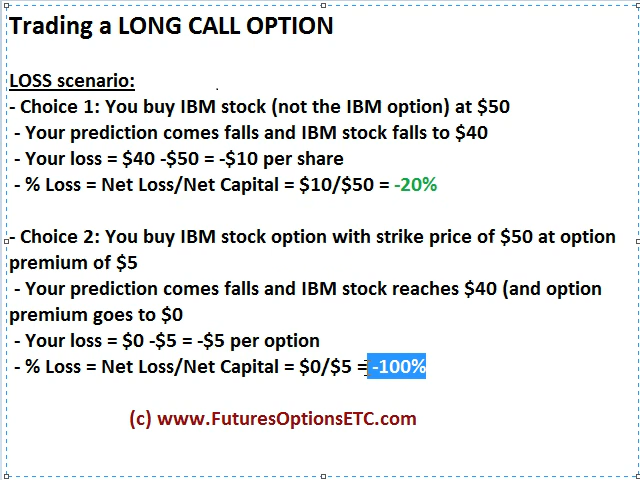 Trading a LONG CALL OPTION
LOSS scenario:
- Choice 1: You buy IBM stock (not the IBM option) at $50
- Your prediction comes falls and IBM stock falls to $40
- Your loss = $40 -$50 = -$10 per share
- % Loss = Net Loss/Net Capital = $10/$50 = -20%
- Choice 2: You buy IBM stock option with strike price of $50 at option
premium of $5
- Your prediction comes falls and IBM stock reaches $40 (and option
premium goes to $0
- Your loss = $0 -$5 = -$5 per option
- % Loss = Net Loss/Net Capital = $0/$5 = -100%
(c) www.FuturesOptionsETC.com